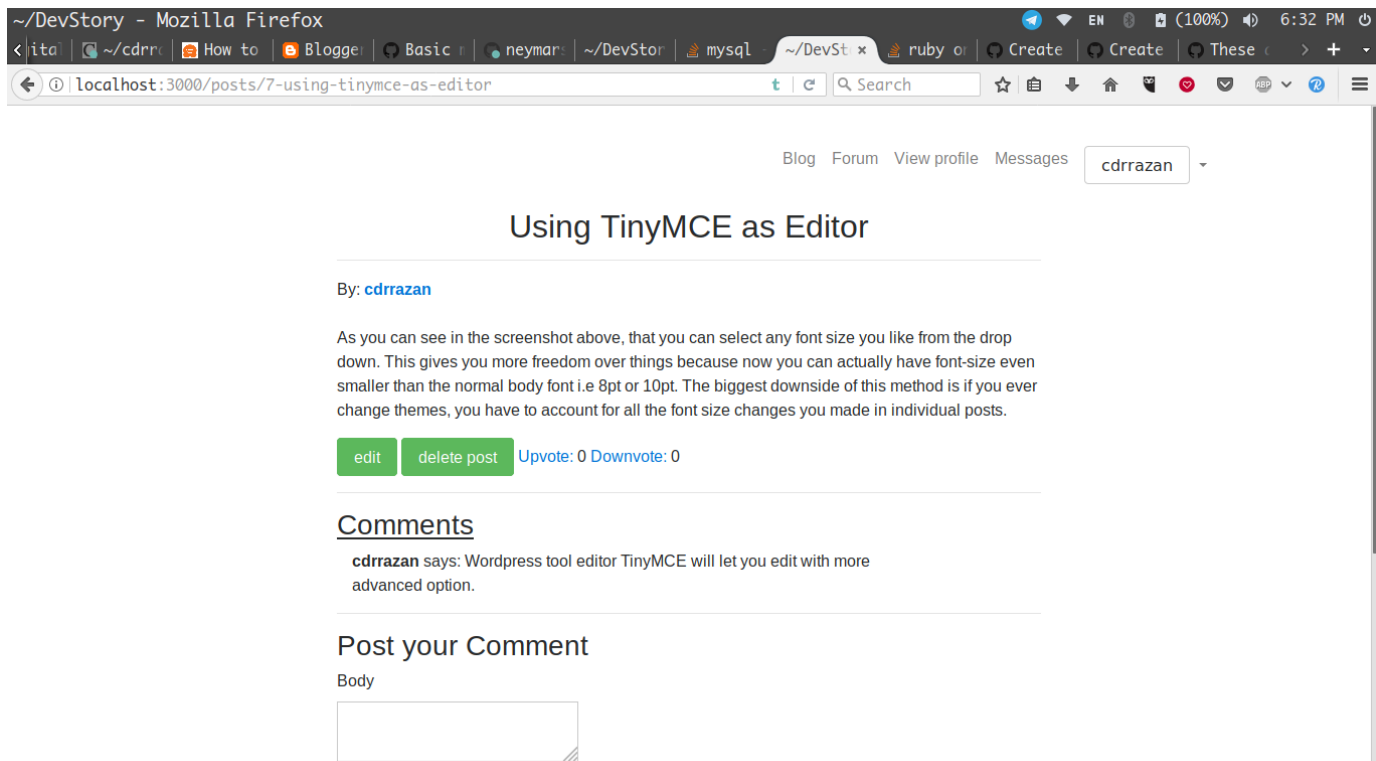 ~/DevStory - Mozilla Firefox EN (100%) 6:32 PM
~/cdrr How to Blogger Basic neymar ~/DevStor mysql - ~/DevSt ruby or Create Create These
localhost:3000/posts/7-using-tinymce-as-editor Search ABP
Blog Forum View profile Messages cdrrazan
Using TinyMCE as Editor
By: cdrrazan
As you can see in the screenshot above, that you can select any font size you like from the drop
down. This gives you more freedom over things because now you can actually have font-size even
smaller than the normal body font i.e 8pt or 10pt. The biggest downside of this method is if you ever
change themes, you have to account for all the font size changes you made in individual posts.
edit delete post Upvote: 0 Downvote: 0
Comments
cdrrazan says: Wordpress tool editor TinyMCE will let you edit with more
advanced option.
Post your Comment
Body